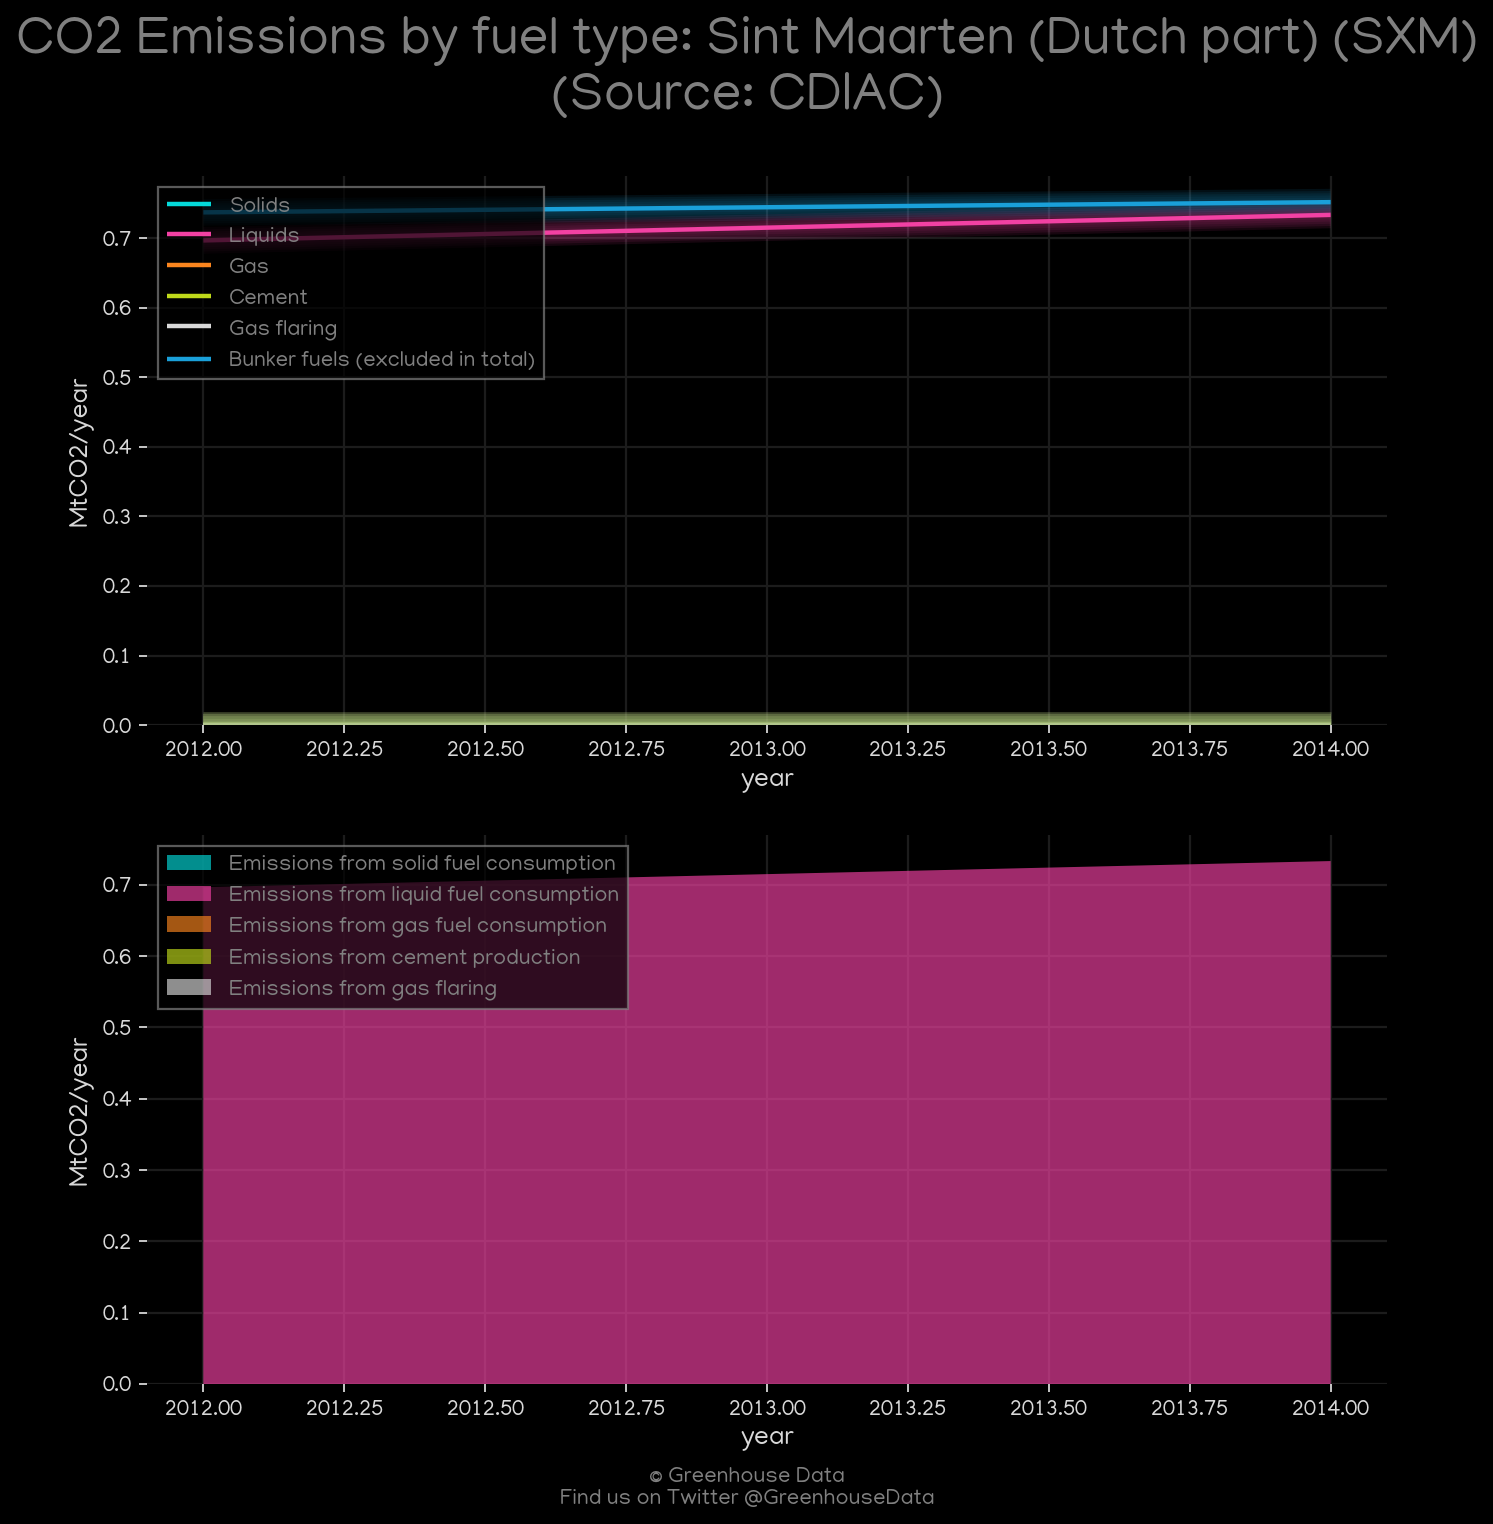 CO2 Emissions by fuel type: Sint Maarten (Dutch part) (SXM)
(Source: CDIAC)
Solids
Liquids
Gas
Cement
Gas flaring
Bunker fuels (excluded in total)
MtCO2/year
0.7
0.6
0.5
0.4
0.3
0.2
0.1
0.0
2012.00 2012.25 2012.50 2012.75 2013.00 2013.25 2013.50 2013.75 2014.00
year
Emissions from solid fuel consumption
Emissions from liquid fuel consumption
Emissions from gas fuel consumption
Emissions from cement production
Emissions from gas flaring
MtCO2/year
0.7
0.6
0.5
0.4
0.3
0.2
0.1
0.0
2012.00 2012.25 2012.50 2012.75 2013.00 2013.25 2013.50 2013.75 2014.00
year
© Greenhouse Data
Find us on Twitter @GreenhouseData